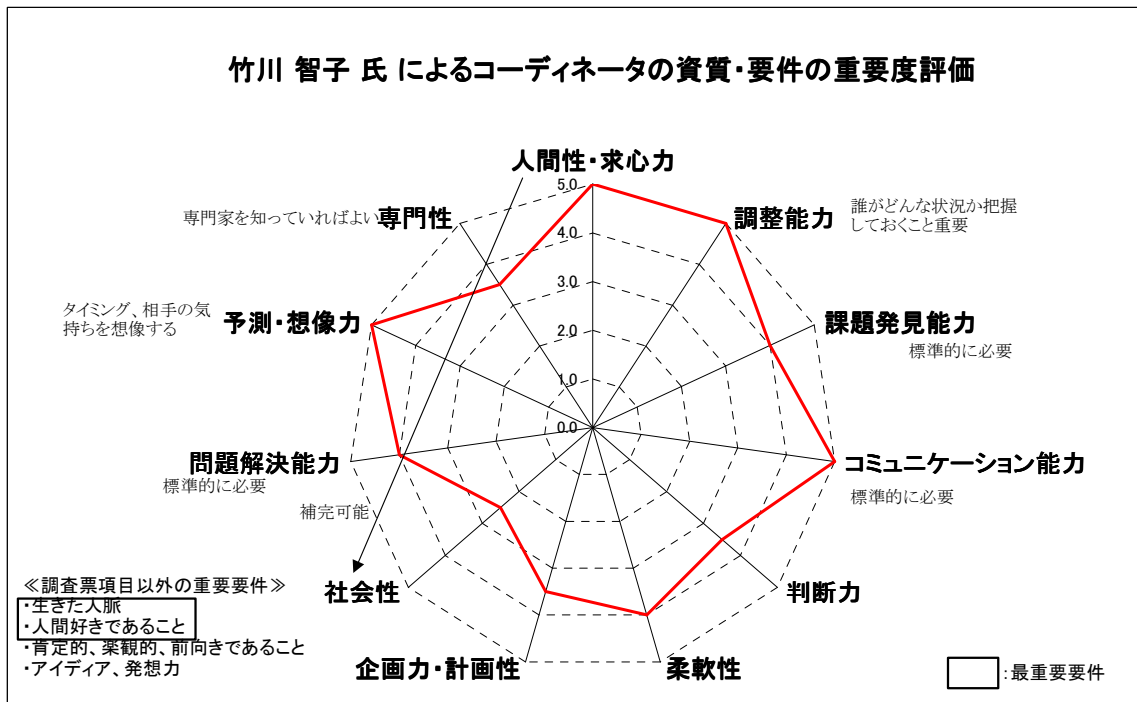 竹川 智子 氏 によるコーディネータの資質・要件の重要度評価
人間性・求心力
5.0
4.0
3.0
2.0
1.0
0.0
調整能力
誰がどんな状況か把握
しておくこと重要
課題発見能力
標準的に必要
コミュニケーション能力
標準的に必要
判断力
柔軟性
企画力・計画性
社会性
補完可能
問題解決能力
標準的に必要
予測・想像力
タイミング、相手の気
持ちを想像する
専門性
専門家を知っていればよい
≪調査票項目以外の重要要件≫
・生きた人脈
・人間好きであること
・肯定的、楽観的、前向きであること
・アイディア、発想力
:最重要要件